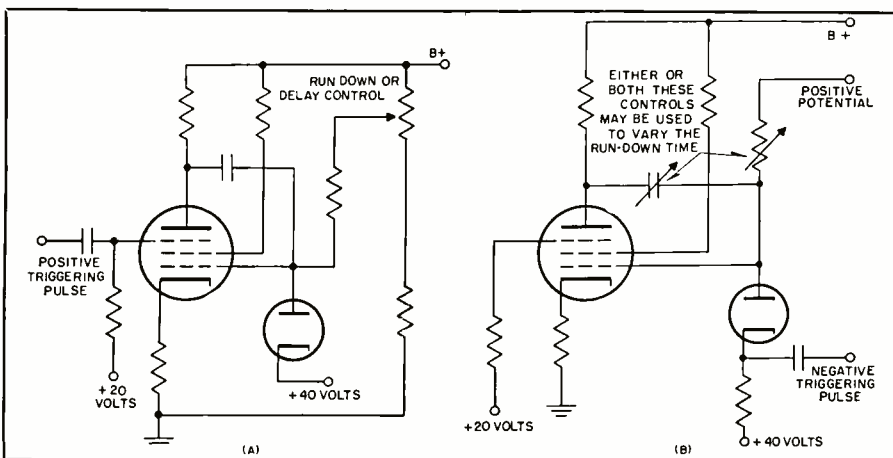 B+
RUN DOWN OR
DELAY CONTROL
POSITIVE
TRIGGERING
PULSE
+20
VOLTS
+40 VOLTS
(A)
B +
EITHER OR
BOTH THESE
CONTROLS
MAY BE USED
TO VARY THE
RUN-DOWN TIME
POSITIVE
POTENTIAL
NEGATIVE
TRIGGERING
PULSE
+20 VOLTS
+40 VOLTS
(B)